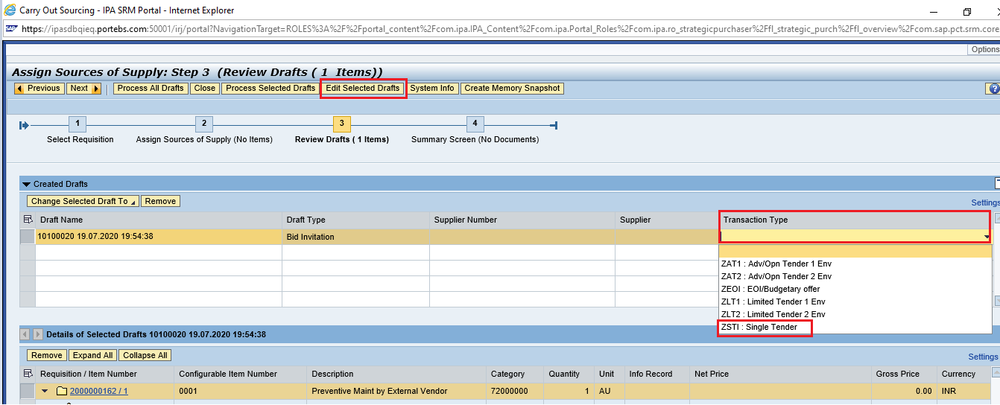 Carry Out Sourcing - IPA SRM Portal - Internet Explorer
SAP https://ipasdbqieq.portebs.com:50001/irj/portal?NavigationTarget=ROLES%3A%2F%2Fportal_content%2Fcom.ipa.IPA_Content%2Fcom.ipa.Portal_Roles%2Fcom.ipa.ro_strategicpurchaser%2Ffl_strategic_purch%2Ffl_overview%2Fcom.sap.pct.srm.core
Options
Assign Sources of Supply: Step 3 (Review Drafts ( 1 Items))
Previous Next Process All Drafts Close Process Selected Drafts Edit Selected Drafts System Info Create Memory Snapshot ?
1 2 3 4
Select Requisition Assign Sources of Supply (No Items) Review Drafts ( 1 Items) Summary Screen (No Documents)
Created Drafts
Change Selected Draft To Remove Settings
Draft Name Draft Type Supplier Number Supplier Transaction Type
10100020 19.07.2020 19:54:38 Bid Invitation
ZAT1 : Adv/Opn Tender 1 Env
ZAT2 : Adv/Opn Tender 2 Env
ZEOI : EOI/Budgetary offer
ZLT1 : Limited Tender 1 Env
ZLT2 : Limited Tender 2 Env
ZSTI : Single Tender
Details of Selected Drafts 10100020 19.07.2020 19:54:38
Remove Expand All Collapse All Settings
Requisition / Item Number Configurable Item Number Description Category Quantity Unit Info Record Net Price Gross Price Currency
2000000162 / 1 0001 Preventive Maint by External Vendor 72000000 1 AU 0.00 INR